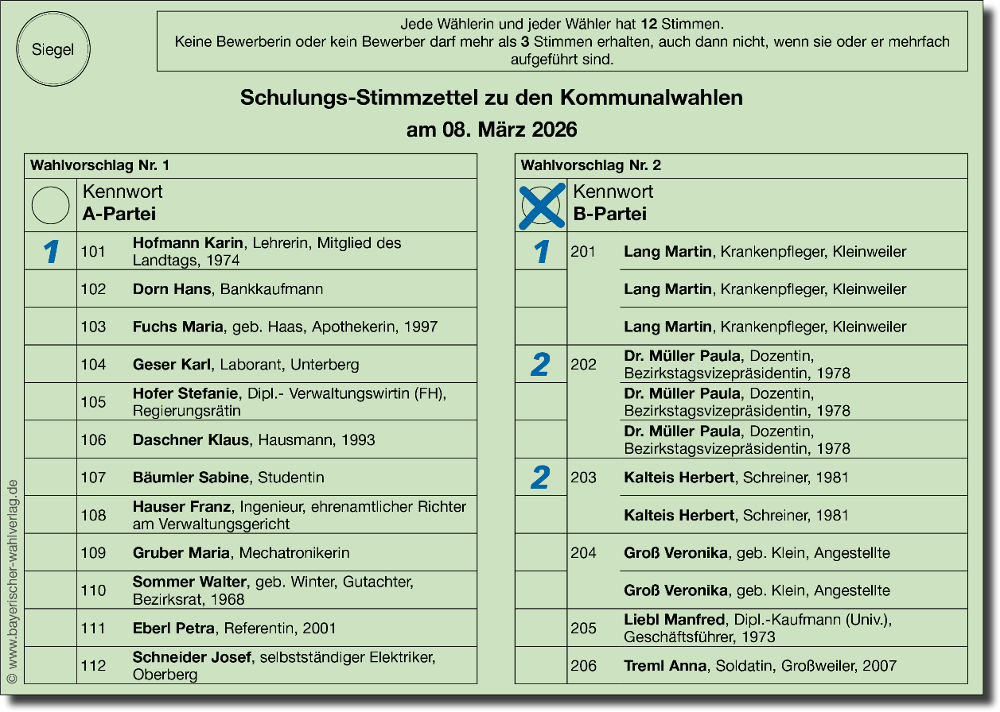 Siegel
Jede Wählerin und jeder Wähler hat 12 Stimmen.
Keine Bewerberin oder kein Bewerber darf mehr als 3 Stimmen erhalten, auch dann nicht, wenn sie oder er mehrfach
aufgeführt sind.
Schulungs-Stimmzettel zu den Kommunalwahlen
am 08. März 2026
Wahlvorschlag Nr. 1
Kennwort
A-Partei
1 101 Hofmann Karin, Lehrerin, Mitglied des
Landtags, 1974
102 Dorn Hans, Bankkaufmann
103 Fuchs Maria, geb. Haas, Apothekerin, 1997
104 Geser Karl, Laborant, Unterberg
105 Hofer Stefanie, Dipl.- Verwaltungswirtin (FH),
Regierungsrätin
106 Daschner Klaus, Hausmann, 1993
107 Bäumler Sabine, Studentin
108 Hauser Franz, Ingenieur, ehrenamtlicher Richter
am Verwaltungsgericht
109 Gruber Maria, Mechatronikerin
110 Sommer Walter, geb. Winter, Gutachter,
Bezirksrat, 1968
111 Eberl Petra, Referentin, 2001
112 Schneider Josef, selbstständiger Elektriker,
Oberberg
Wahlvorschlag Nr. 2
Kennwort
B-Partei
1 201 Lang Martin, Krankenpfleger, Kleinweiler
Lang Martin, Krankenpfleger, Kleinweiler
Lang Martin, Krankenpfleger, Kleinweiler
2 202 Dr. Müller Paula, Dozentin,
Bezirkstagsvizepräsidentin, 1978
Dr. Müller Paula, Dozentin,
Bezirkstagsvizepräsidentin, 1978
Dr. Müller Paula, Dozentin,
Bezirkstagsvizepräsidentin, 1978
2 203 Kalteis Herbert, Schreiner, 1981
Kalteis Herbert, Schreiner, 1981
204 Groß Veronika, geb. Klein, Angestellte
Groß Veronika, geb. Klein, Angestellte
205 Liebl Manfred, Dipl.-Kaufmann (Univ.),
Geschäftsführer, 1973
206 Treml Anna, Soldatin, Großweiler, 2007
© www.bayerischer-wahlverlag.de